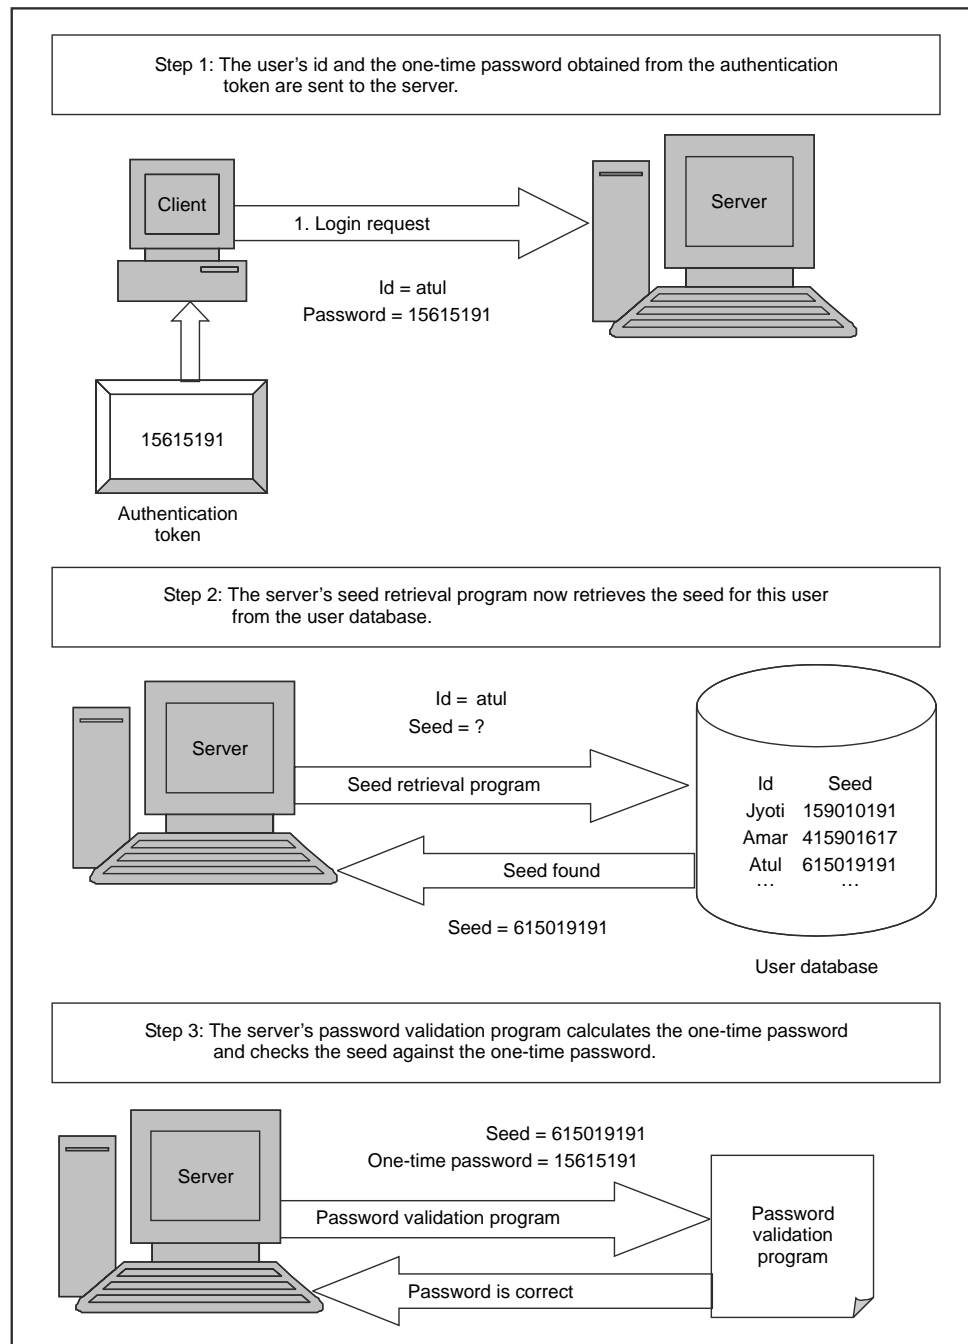 Step 1: The user's id and the one-time password obtained from the authentication
token are sent to the server.
Client
1. Login request
Server
Id = atul
Password = 15615191
15615191
Authentication
token
Step 2: The server's seed retrieval program now retrieves the seed for this user
from the user database.
Id = atul
Seed = ?
Server
Seed retrieval program
Id Seed
Jyoti 159010191
Amar 415901617
Atul 615019191
... ...
Seed found
Seed = 615019191
User database
Step 3: The server's password validation program calculates the one-time password
and checks the seed against the one-time password.
Seed = 615019191
One-time password = 15615191
Server
Password validation program
Password
validation
program
Password is correct